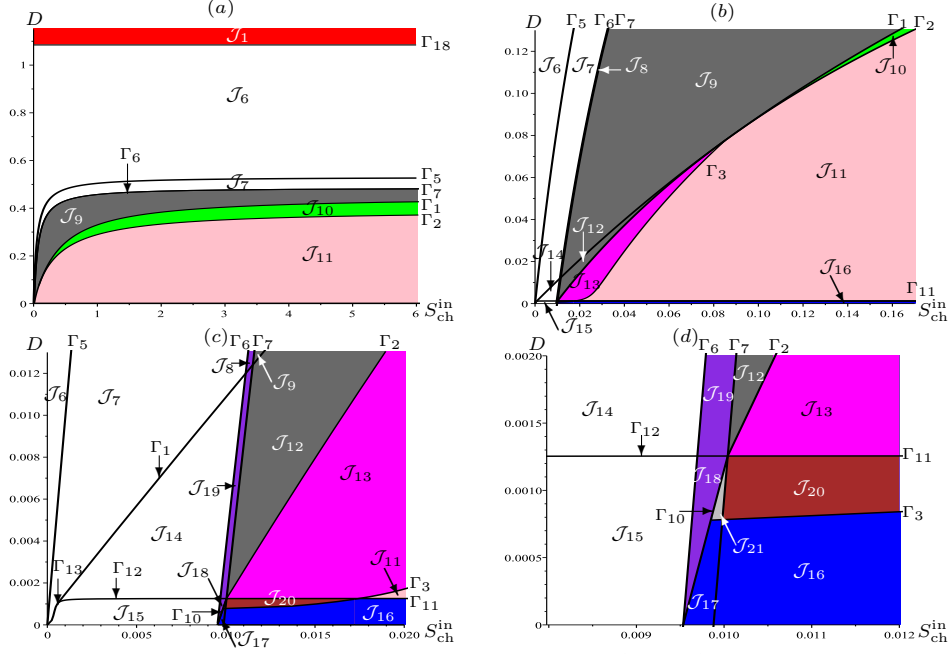 (a)
D
𝒥1
Γ18
1
0.8
𝒥6
0.6
Γ6
Γ5
𝒥7
Γ7
0.4
𝒥9
𝒥10
Γ1
Γ2
0.2
𝒥11
0
0 1 2 3 4 5 6
S_ch^in
(b)
D
Γ5
Γ6 Γ7
Γ1 Γ2
0.12
𝒥6
𝒥7
𝒥8
𝒥9
𝒥10
0.10
0.08
Γ3
0.06
𝒥11
0.04
𝒥12
𝒥14
0.02
𝒥13
𝒥16
Γ11
0
𝒥15
0.00 0.02 0.04 0.06 0.08 0.10 0.12 0.14 0.16
S_ch^in
(c)
D
Γ5
Γ6 Γ7
Γ2
0.012
𝒥6
𝒥7
𝒥8
𝒥9
0.010
0.008
Γ1
𝒥12
0.006
𝒥19
𝒥13
0.004
𝒥14
0.002
Γ13
Γ12
𝒥18
𝒥11
Γ3
𝒥20
Γ11
𝒥15
Γ10
𝒥16
0
𝒥17
0.000 0.005 0.010 0.015 0.020
S_ch^in
(d)
D
Γ6 Γ7 Γ2
0.0020
𝒥14
𝒥19
𝒥12
𝒥13
0.0015
Γ12
Γ11
𝒥18
0.0010
𝒥20
Γ10
Γ3
𝒥15
𝒥21
0.0005
𝒥16
𝒥17
0
0.009 0.010 0.011 0.012
S_ch^in